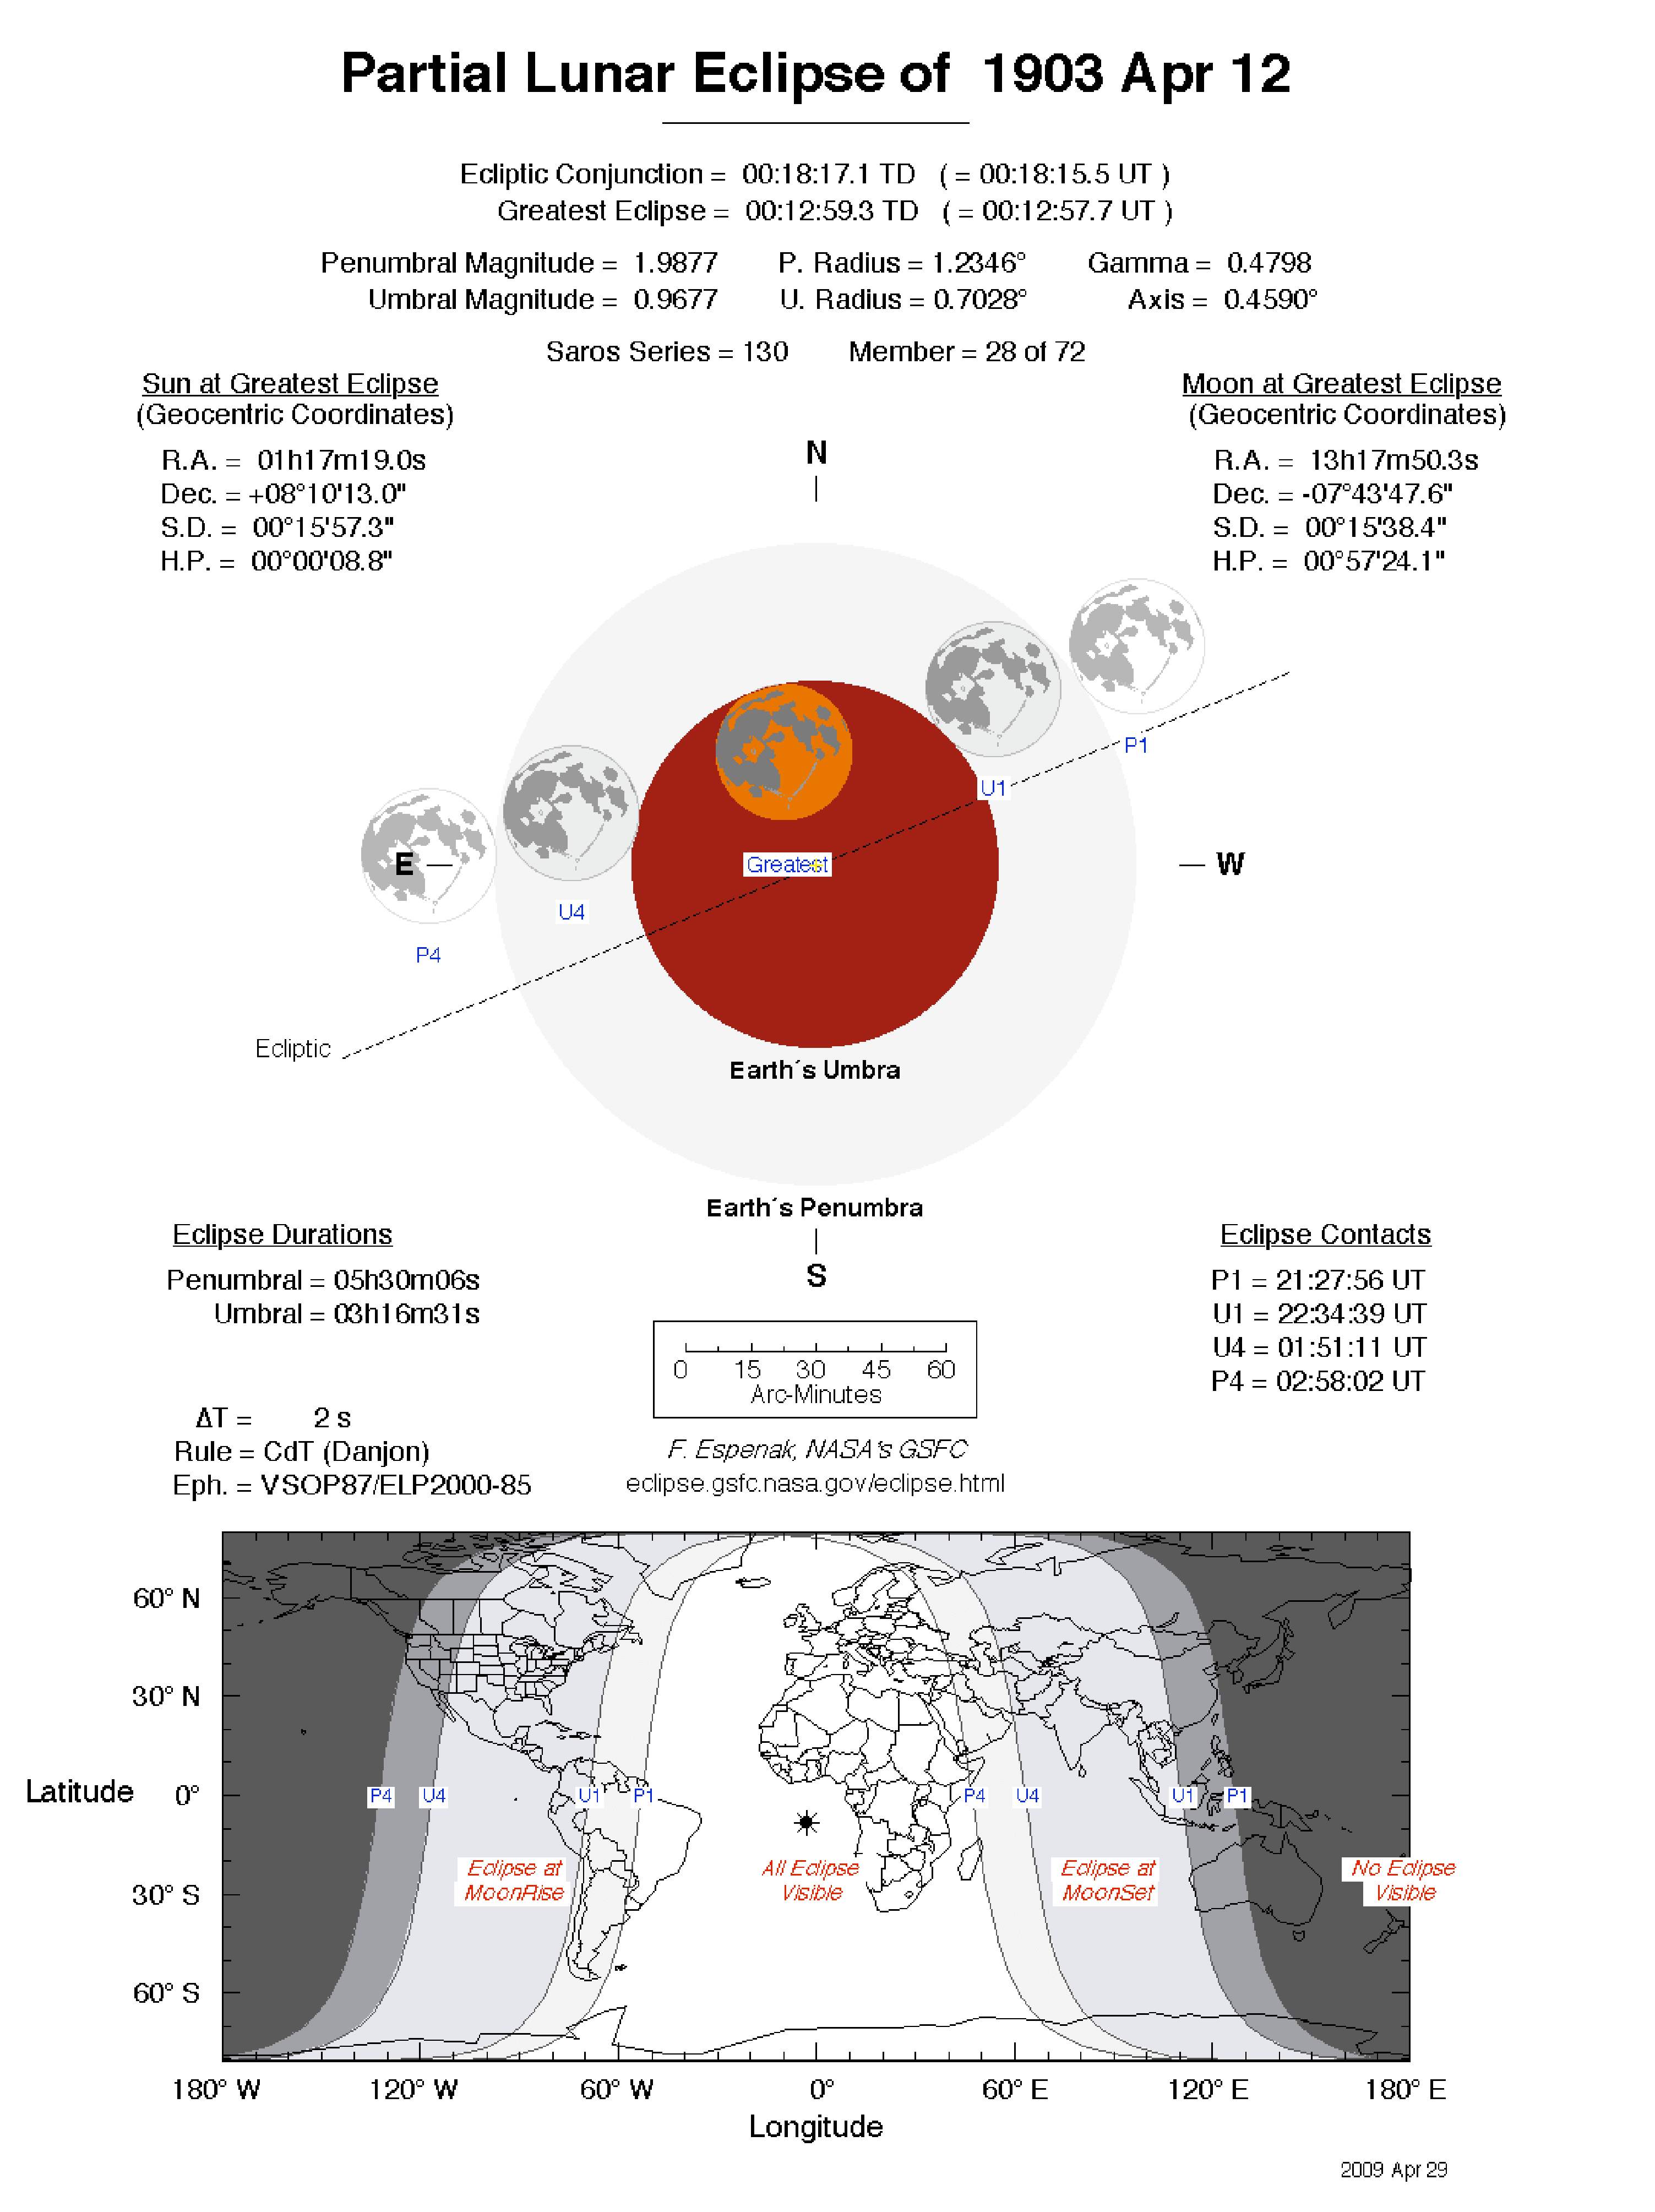 Partial Lunar Eclipse of 1903 Apr 12
Ecliptic Conjunction = 00:18:17.1 TD ( = 00:18:15.5 UT )
Greatest Eclipse = 00:12:59.3 TD ( = 00:12:57.7 UT )
Penumbral Magnitude = 1.9877 P. Radius = 1.2346° Gamma = 0.4798
Umbral Magnitude = 0.9677 U. Radius = 0.7028° Axis = 0.4590°
Saros Series = 130 Member = 28 of 72
Sun at Greatest Eclipse
(Geocentric Coordinates)
R.A. = 01h17m19.0s
Dec. = +08°10'13.0"
S.D. = 00°15'57.3"
H.P. = 00°00'08.8"
Moon at Greatest Eclipse
(Geocentric Coordinates)
R.A. = 13h17m50.3s
Dec. = -07°43'47.6"
S.D. = 00°15'38.4"
H.P. = 00°57'24.1"
N
P1
U1
E
Greatest
W
U4
P4
Ecliptic
Earth´s Umbra
Earth´s Penumbra
S
Eclipse Durations
Penumbral = 05h30m06s
Umbral = 03h16m31s
Eclipse Contacts
P1 = 21:27:56 UT
U1 = 22:34:39 UT
U4 = 01:51:11 UT
P4 = 02:58:02 UT
0 15 30 45 60
Arc-Minutes
ΔT = 2 s
Rule = CdT (Danjon)
Eph. = VSOP87/ELP2000-85
F. Espenak, NASA's GSFC
eclipse.gsfc.nasa.gov/eclipse.html
60° N
30° N
Latitude 0°
30° S
60° S
P4 U4 U1 P1 P4 U4 U1 P1
Eclipse at
MoonRise
All Eclipse
Visible
Eclipse at
MoonSet
No Eclipse
Visible
180° W 120° W 60° W 0° 60° E 120° E 180° E
Longitude
2009 Apr 29